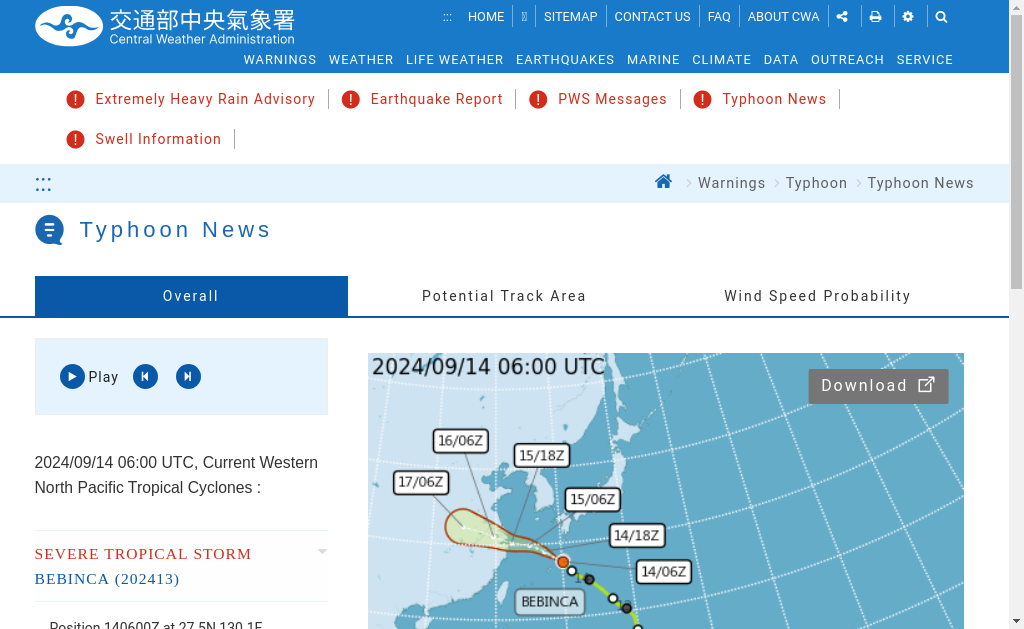 交通部中央氣象署
Central Weather Administration
::: HOME SITEMAP CONTACT US FAQ ABOUT CWA
WARNINGS WEATHER LIFE WEATHER EARTHQUAKES MARINE CLIMATE DATA OUTREACH SERVICE
Extremely Heavy Rain Advisory Earthquake Report PWS Messages Typhoon News
Swell Information
::: Warnings Typhoon Typhoon News
Typhoon News
Overall Potential Track Area Wind Speed Probability
Play
2024/09/14 06:00 UTC, Current Western
North Pacific Tropical Cyclones :
SEVERE TROPICAL STORM
BEBINCA (202413)
Position 140600Z at 27.5N 130.1E
2024/09/14 06:00 UTC
Download
16/06Z
15/18Z
17/06Z
15/06Z
14/18Z
14/06Z
BEBINCA